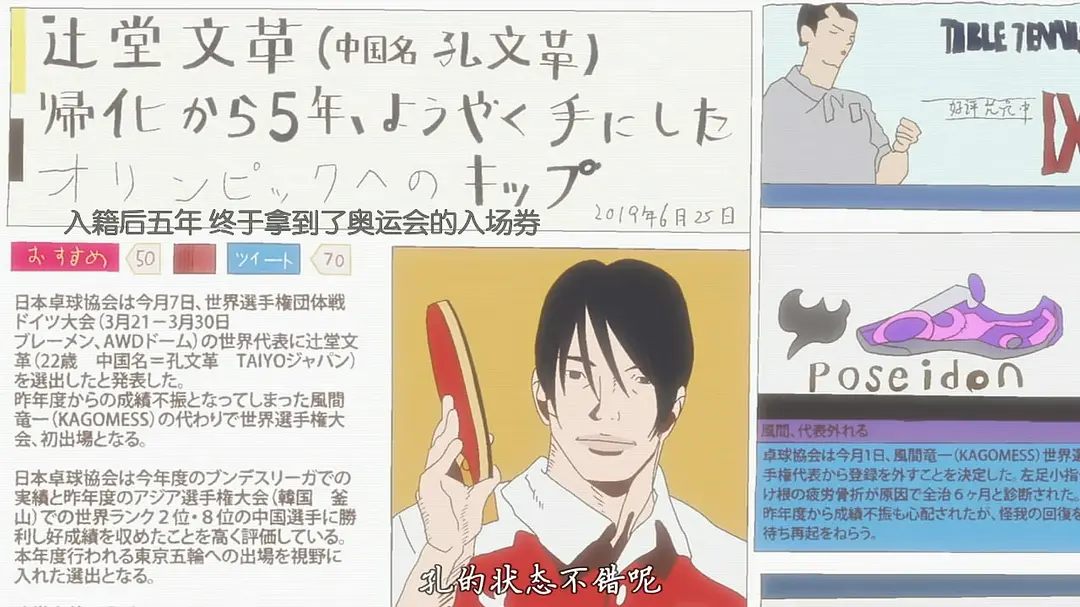 辻堂文革(中国名 孔文革)
帰化から5年、ようやく手にした
オリンピックへのキップ
入籍后五年 终于拿到了奥运会的入场券
2019年6月25日
おすすめ
50
ツイート
70
日本卓球協会は今月7日、世界選手権団体戦
ドイツ大会(3月21−3月30日
ブレーメン、AWDドーム)の世界代表に辻堂文
革(22歳 中国名=孔文革 TAIYOジャパン)
を選出したと発表した。
昨年度からの成績不振となってしまった風間
竜一(KAGOMESS)の代わりで世界選手権大
会、初出場となる。
日本卓球協会は今年度のブンデスリーガでの
実績と昨年度のアジア選手権大会(韓国 釜
山)での世界ランク2位・8位の中国選手に勝
利し好成績を収めたことを高く評価している。
本年度行われる東京五輪への出場を視野に
入れた選出となる。
TABLE TENNI
好評発売中
Poseidon
風間、代表外れる
卓球協会は今月1日、風間竜一(KAGOMESS)世界選
手権代表から登録を外すことを決定した。左足小指
け根の疲労骨折が原因で全治6ヶ月と診断された。
昨年度から成績不振も心配されたが、怪我の回復を
待ち再起をねらう。
孔的状态不错呢